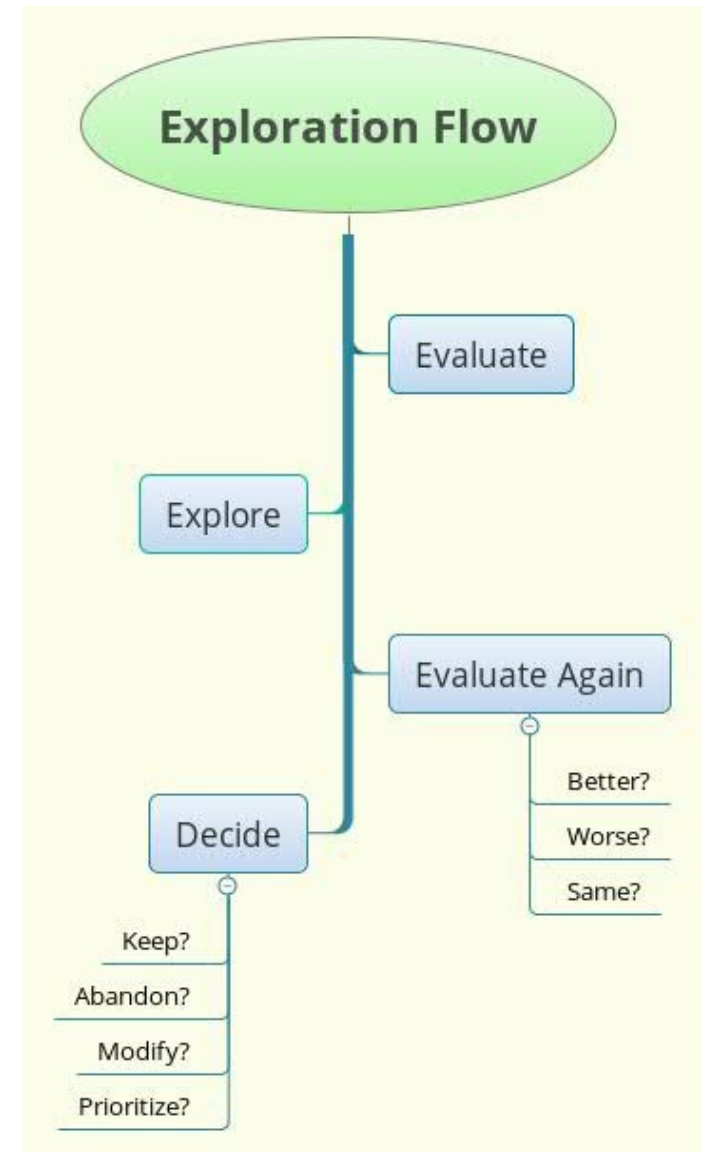 Exploration Flow
Evaluate
Explore
Evaluate Again
Better?
Worse?
Same?
Decide
Keep?
Abandon?
Modify?
Prioritize?